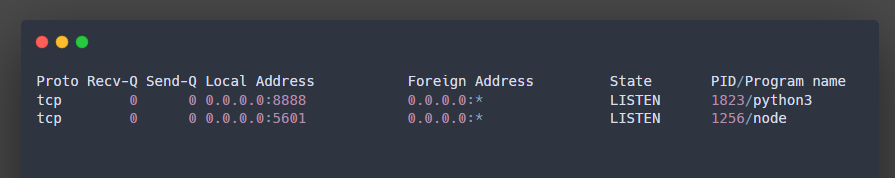 Proto Recv-Q Send-Q Local Address           Foreign Address         State       PID/Program name
tcp        0      0 0.0.0.0:8888            0.0.0.0:*               LISTEN      1823/python3
tcp        0      0 0.0.0.0:5601            0.0.0.0:*               LISTEN      1256/node